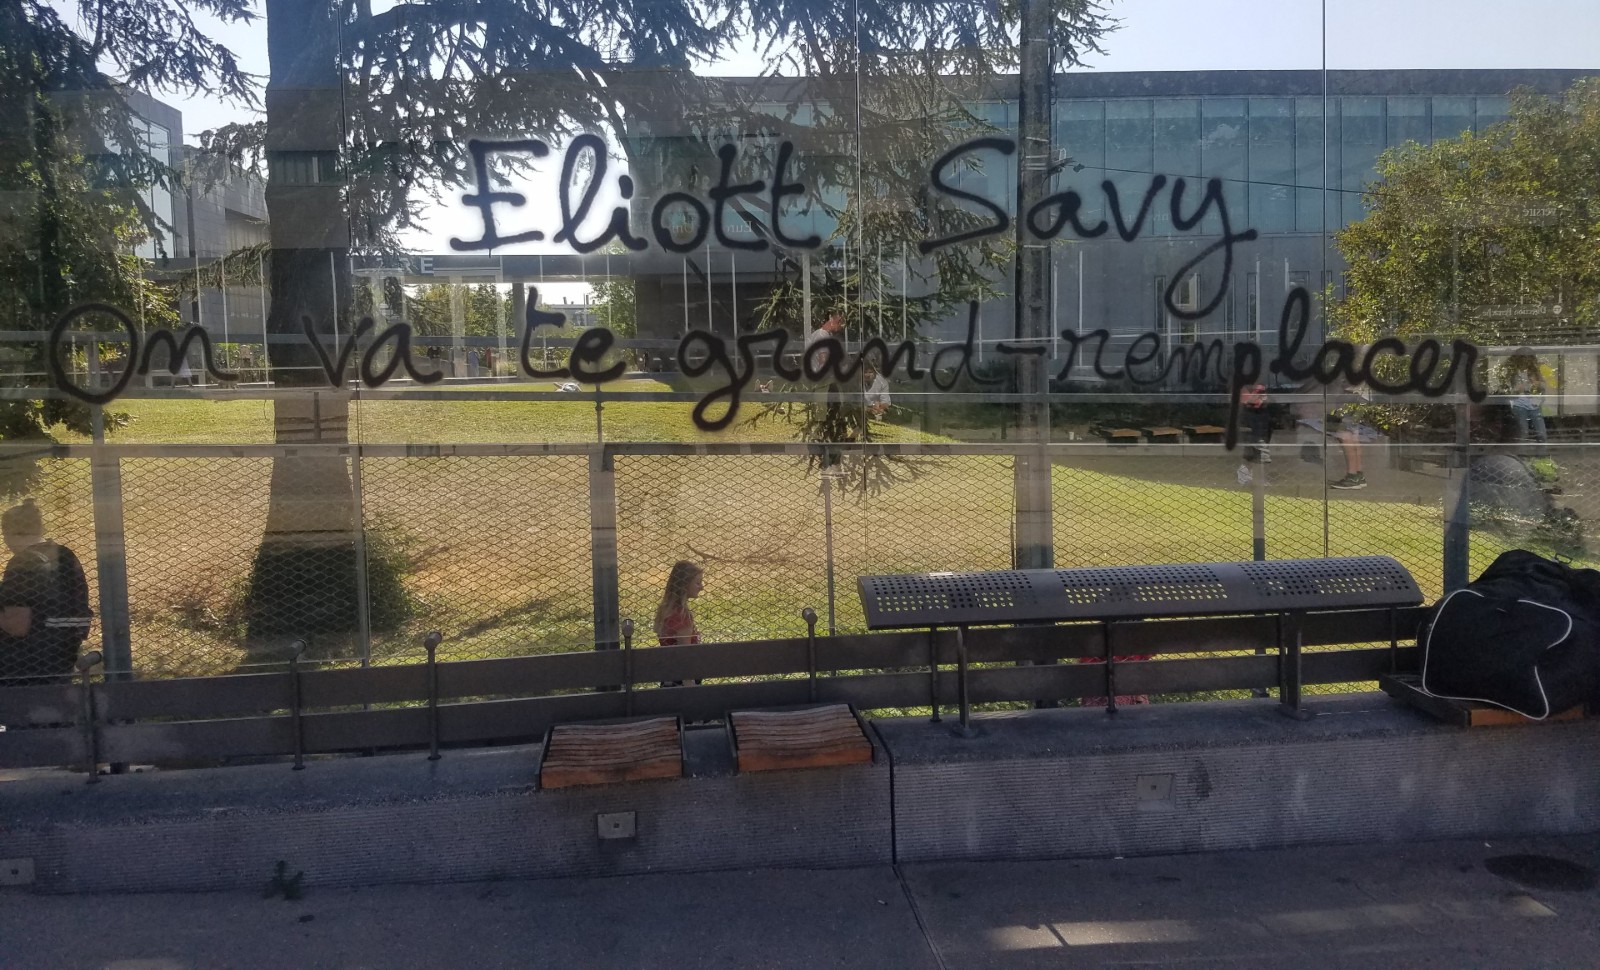 Eliott Savy
On va te grand-remplacer